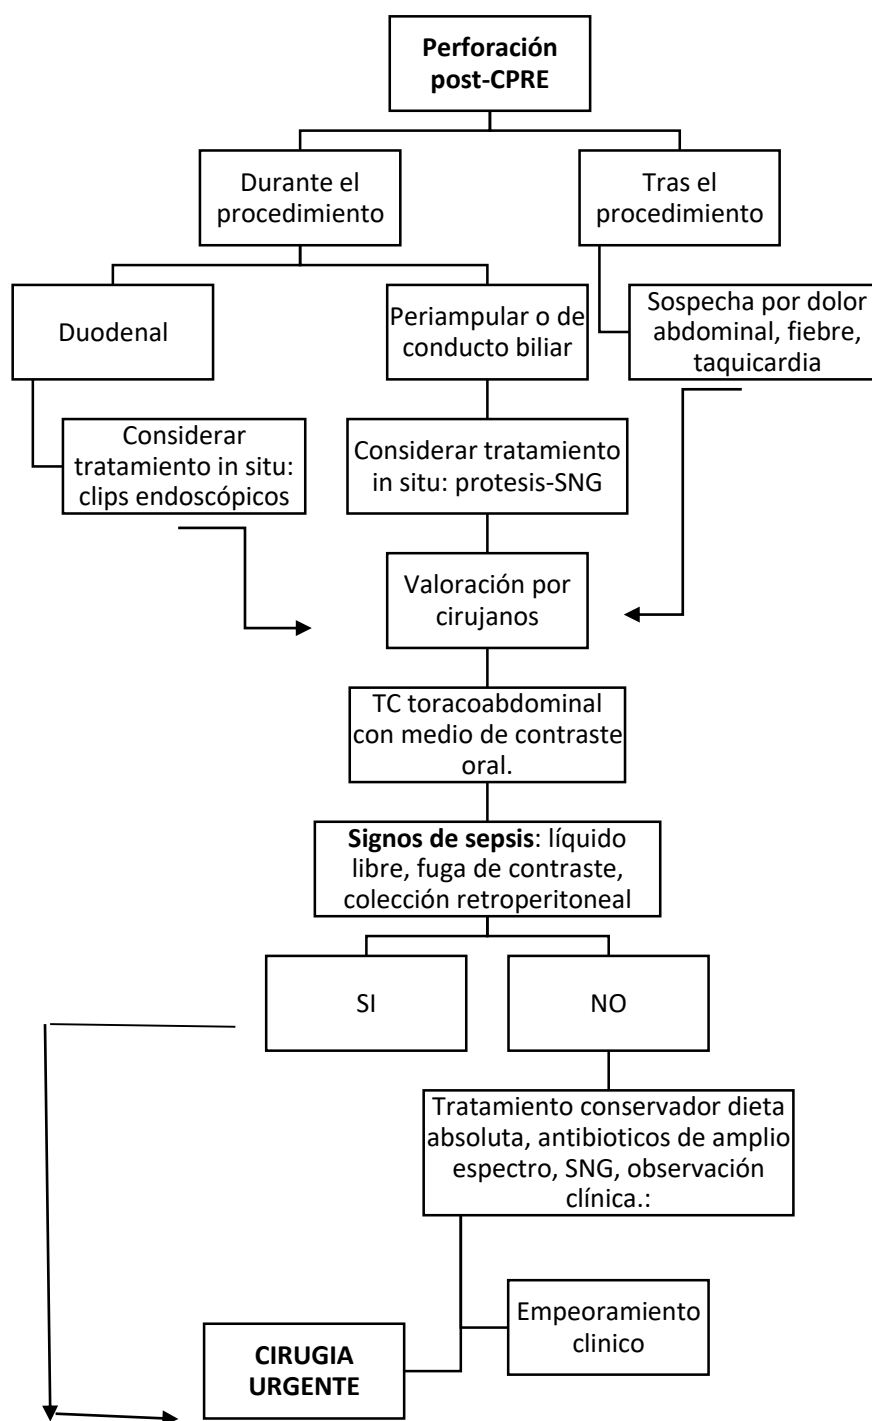 Perforación
post-CPRE
Durante el
procedimiento
Tras el
procedimiento
Duodenal
Periampular o de
conducto biliar
Sospecha por dolor
abdominal, fiebre,
taquicardia
Considerar
tratamiento in situ:
clips endoscópicos
Considerar tratamiento
in situ: protesis-SNG
Valoración por
cirujanos
TC toracoabdominal
con medio de contraste
oral.
Signos de sepsis: líquido
libre, fuga de contraste,
colección retroperitoneal
SI
NO
Tratamiento conservador dieta
absoluta, antibioticos de amplio
espectro, SNG, observación
clínica.:
Empeoramiento
clinico
CIRUGIA
URGENTE